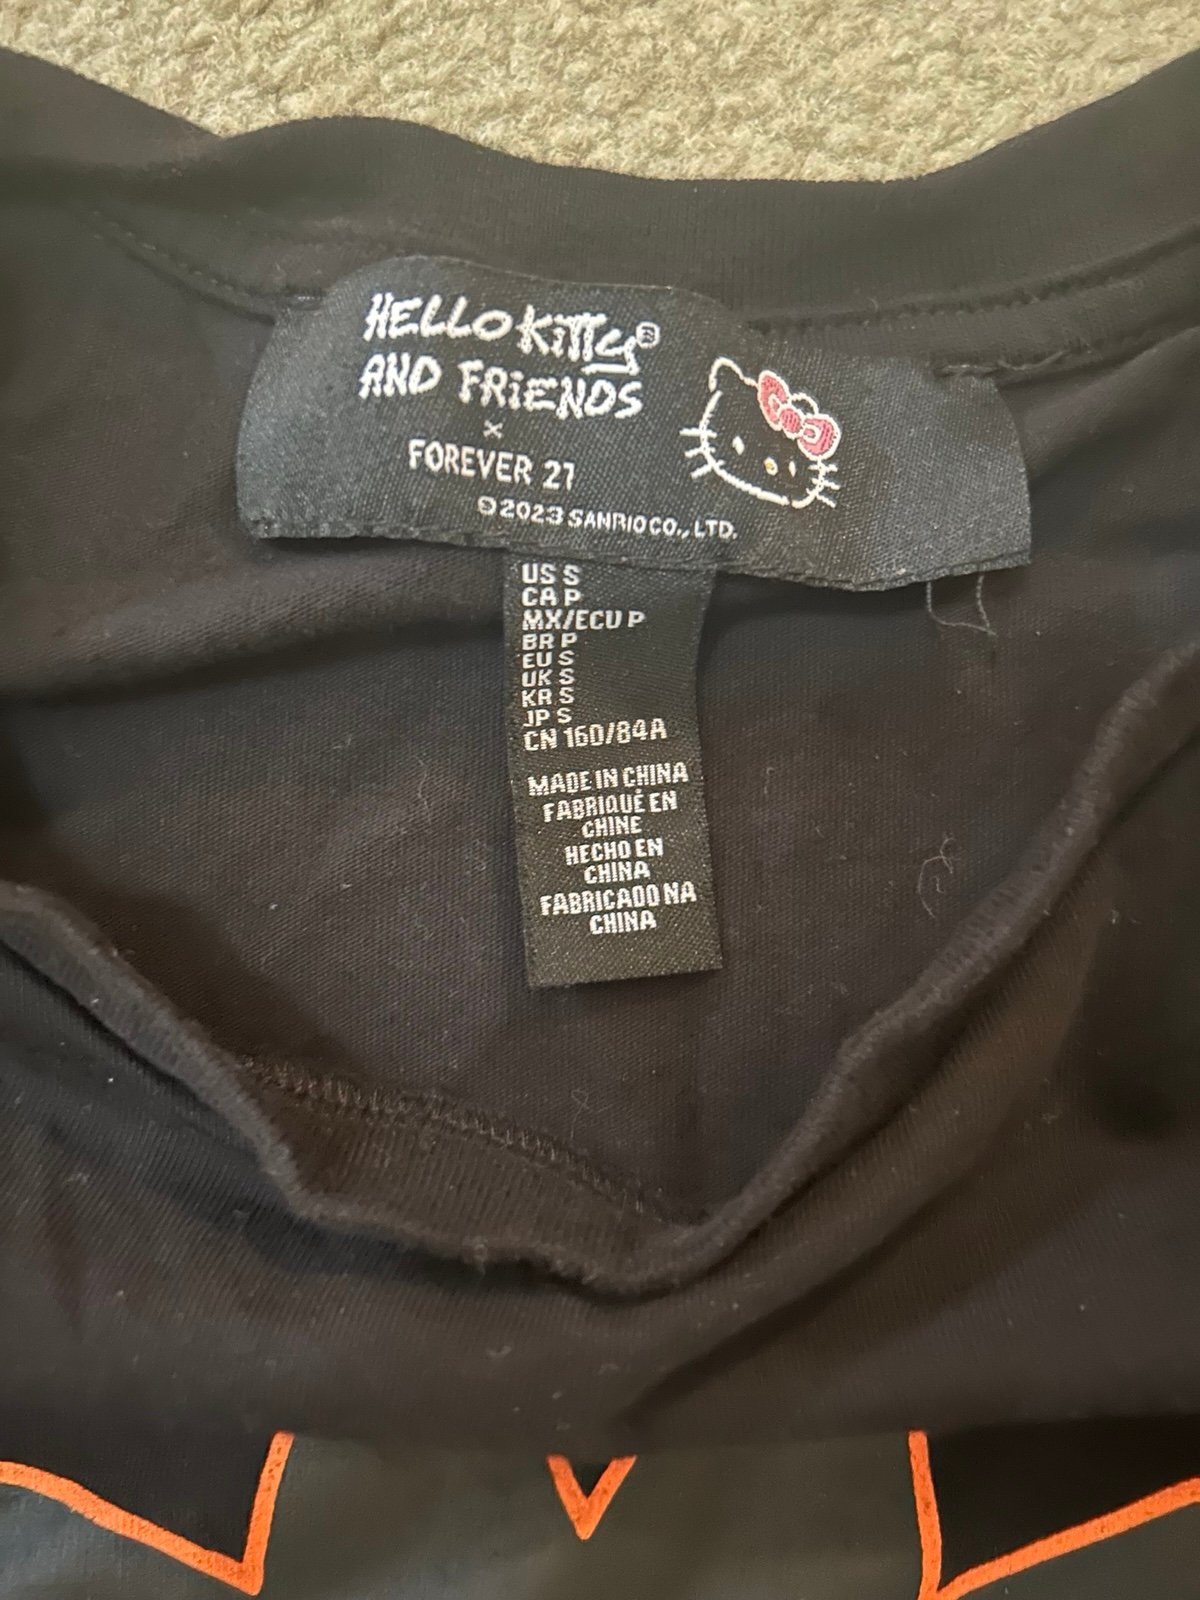 HELLO KiTTY®
AND FRiENDS
×
FOREVER 21
©2023 SANRIO CO., LTD.
US S
CA P
MX/ECU P
BR P
EU S
UK S
KR S
JP S
CN 160/84A
MADE IN CHINA
FABRIQUÉ EN
CHINE
HECHO EN
CHINA
FABRICADO NA
CHINA